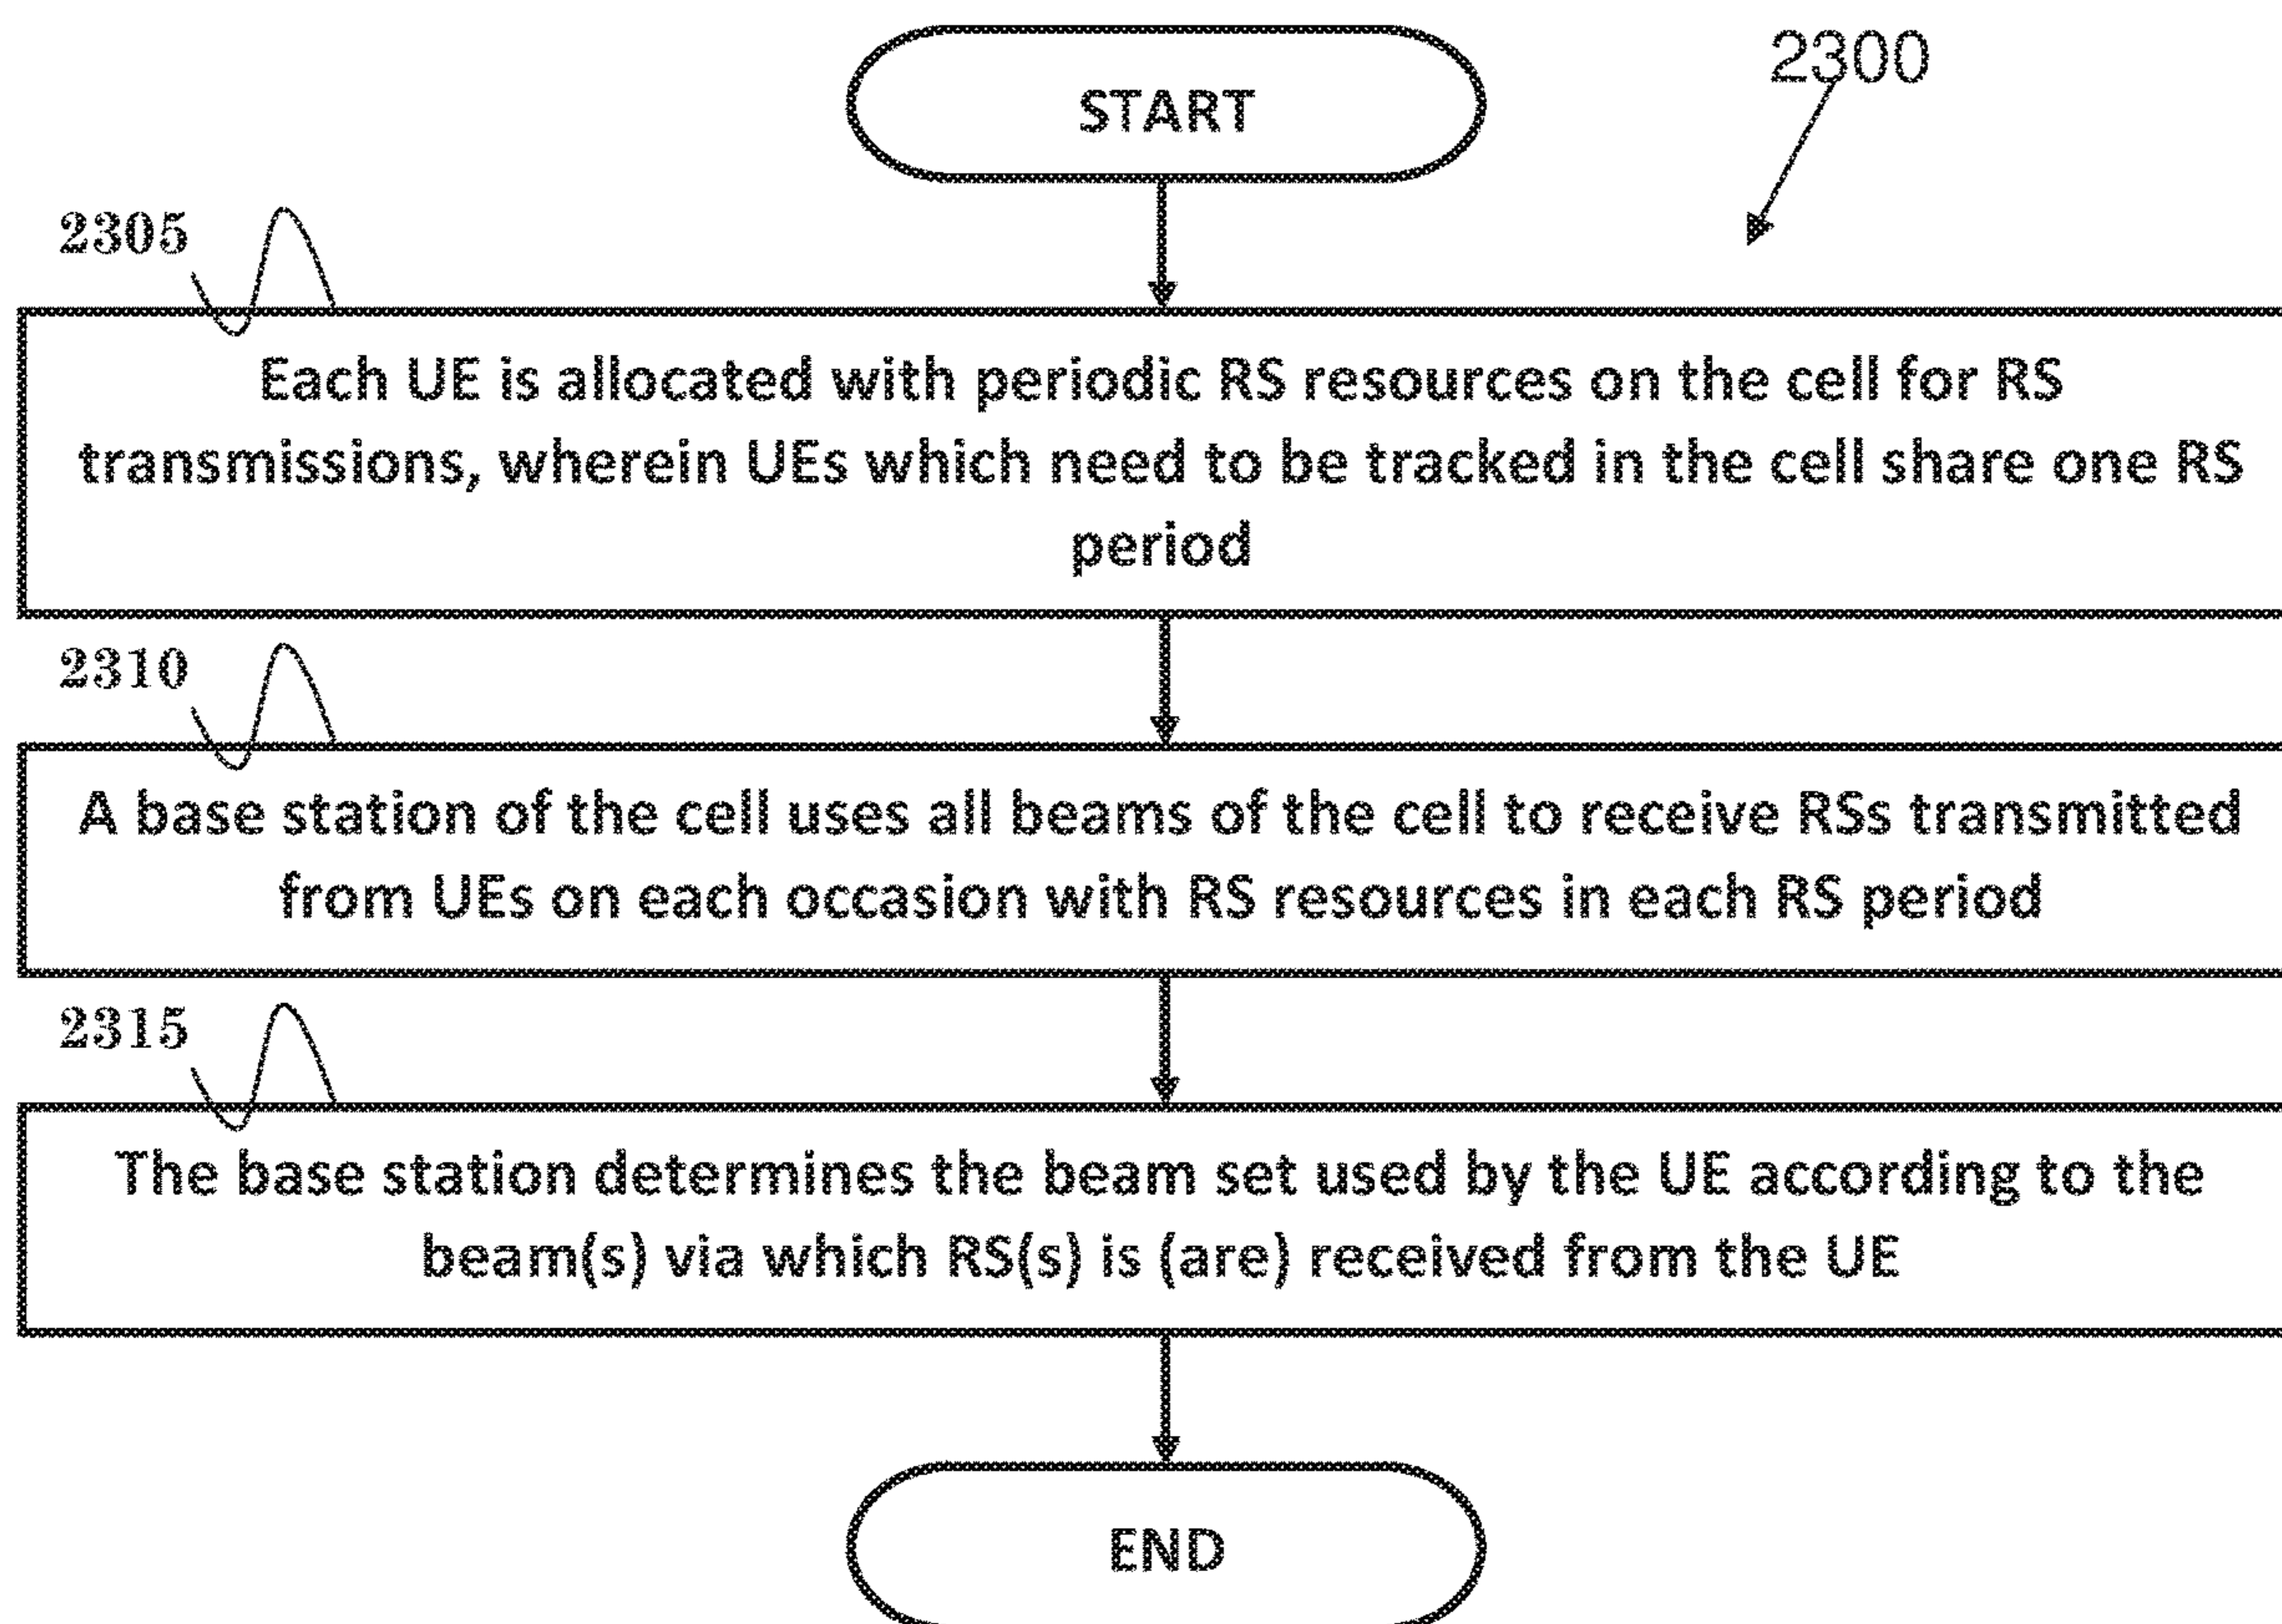 START
2300
2305
Each UE is allocated with periodic RS resources on the cell for RS
transmissions, wherein UEs which need to be tracked in the cell share one RS
period
2310
A base station of the cell uses all beams of the cell to receive RSs transmitted
from UEs on each occasion with RS resources in each RS period
2315
The base station determines the beam set used by the UE according to the
beam(s) via which RS(s) is (are) received from the UE
END